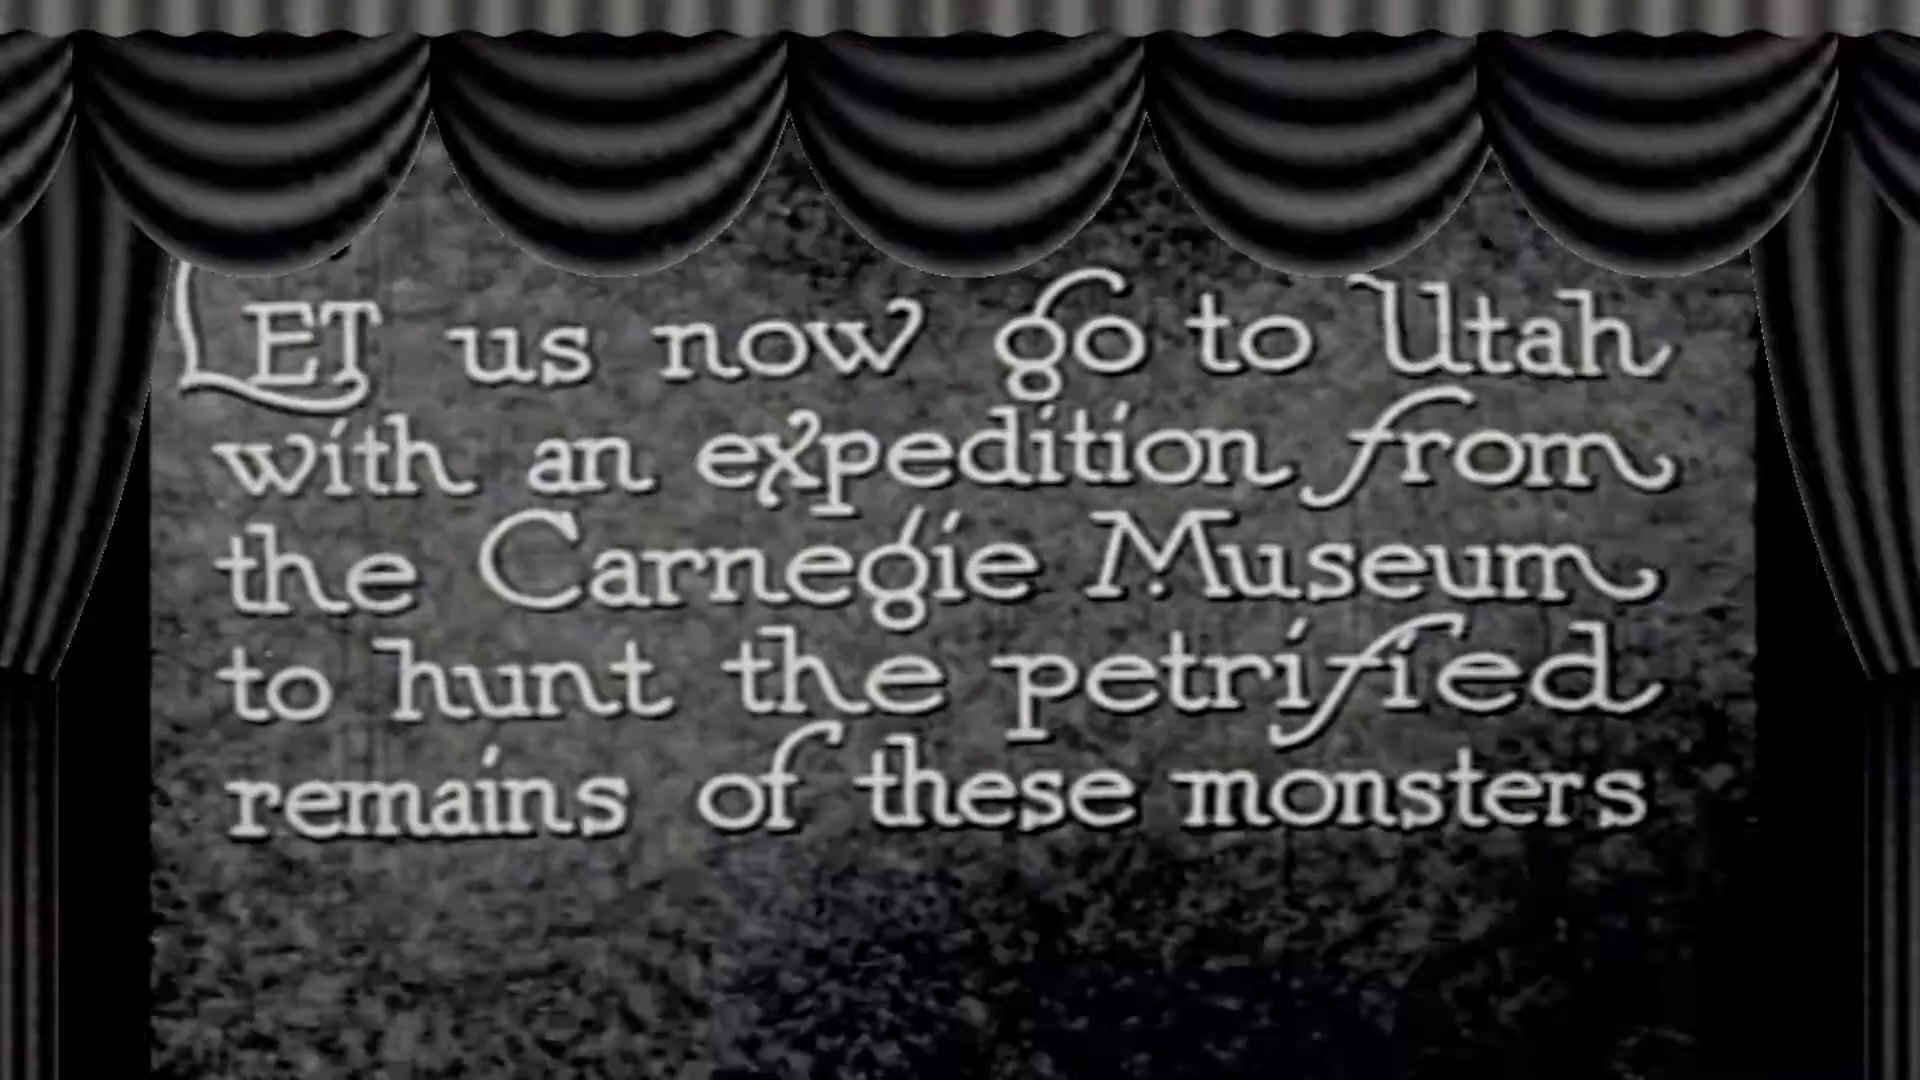 LET us now go to Utah
with an expedition from
the Carnegie Museum
to hunt the petrified
remains of these monsters